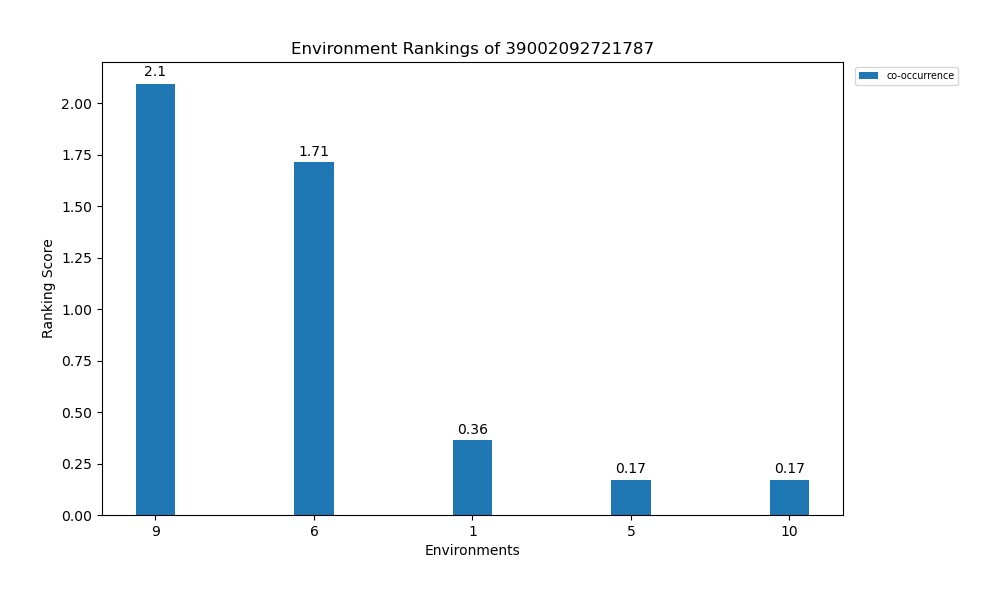 Environment Rankings of 39002092721787
co-occurrence
2.1
1.71
0.36
0.17
0.17
Ranking Score
2.00
1.75
1.50
1.25
1.00
0.75
0.50
0.25
0.00
9 6 1 5 10
Environments